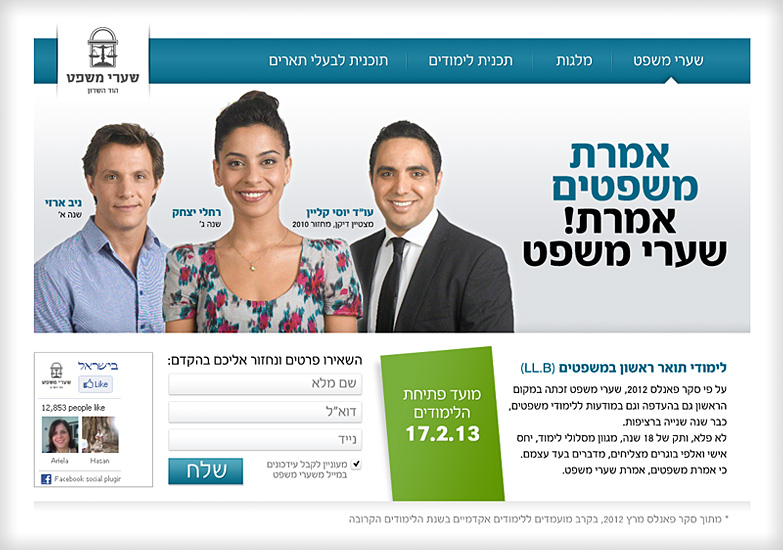 שערי משפט
הוד השרון
שערי משפט
מלגות
תכנית לימודים
תוכנית לבעלי תארים
אמרת
משפטים
אמרת!
שערי משפט
עו"ד יוסי קליין
מצטיין דיקן, מחזור 2010
רחלי יצחק
שנה ג'
ניב ארזי
שנה א'
לימודי תואר ראשון במשפטים (LL.B)
על פי סקר פאנלס 2012, שערי משפט זכתה במקום
הראשון גם בהעדפה וגם במודעות ללימודי משפטים,
כבר שנה שנייה ברציפות.
לא פלא, ותק של 18 שנה, מגוון מסלולי לימוד, יחס
אישי ואלפי בוגרים מצליחים, מדברים בעד עצמם.
כי אמרת משפטים, אמרת שערי משפט.
מועד פתיחת
הלימודים
17.2.13
השאירו פרטים ונחזור אליכם בהקדם:
שם מלא
דוא"ל
נייד
מעוניין לקבל עידכונים
במייל משערי משפט
שלח
בישראל
שערי משפט
Like
12,853 people like
Ariela
Hasan
Facebook social plugin
* מתוך סקר פאנלס מרץ 2012, בקרב מועמדים ללימודים אקדמיים בשנת הלימודים הקרובה